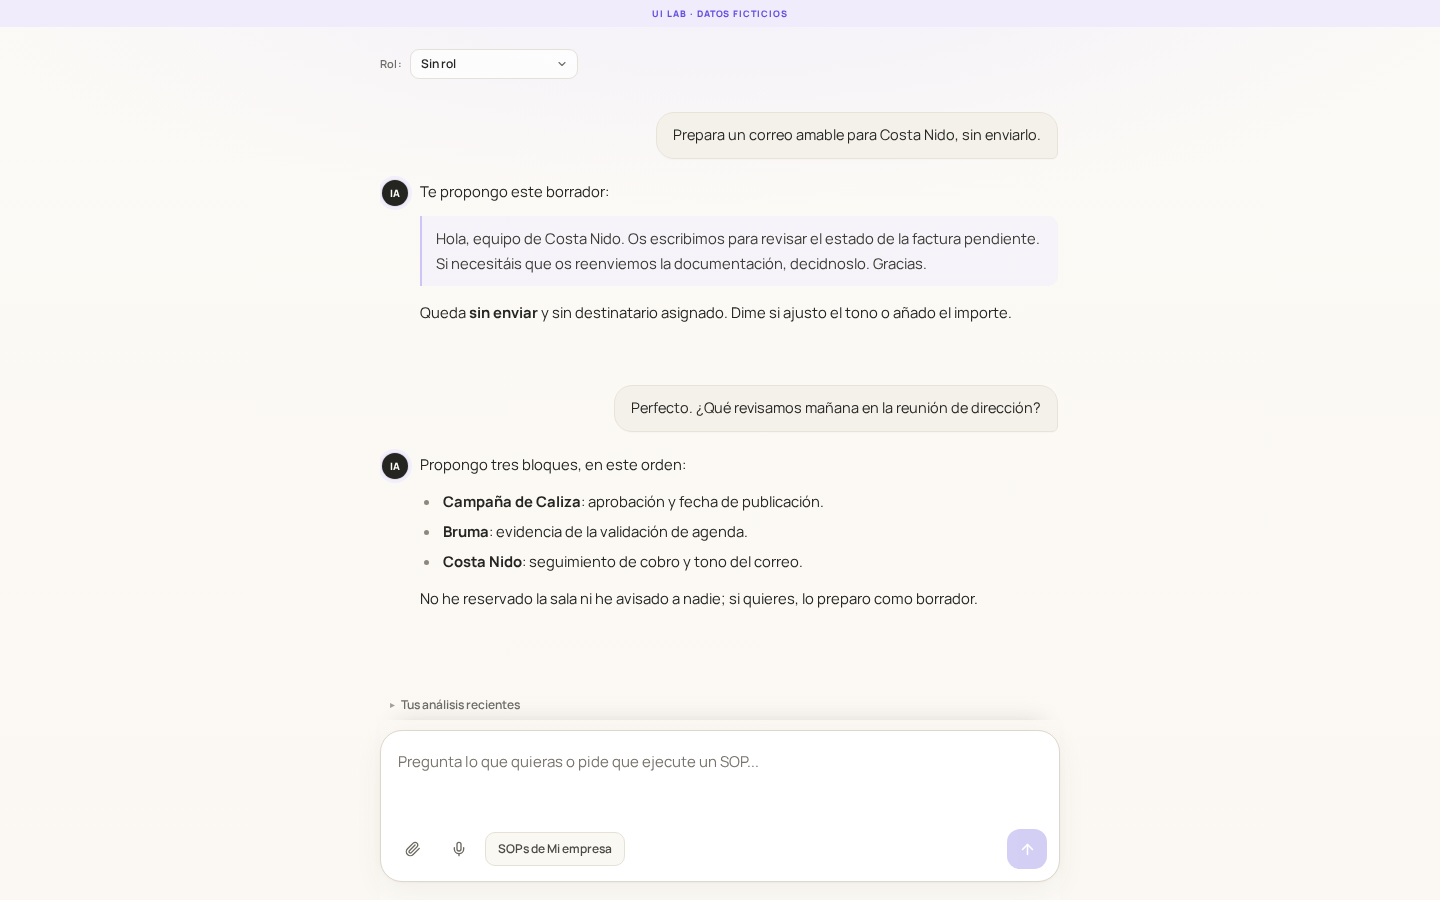 UI LAB · DATOS FICTICIOS
Rol:
Sin rol
Prepara un correo amable para Costa Nido, sin enviarlo.
IA
Te propongo este borrador:
Hola, equipo de Costa Nido. Os escribimos para revisar el estado de la factura pendiente.
Si necesitáis que os reenviemos la documentación, decidnoslo. Gracias.
Queda sin enviar y sin destinatario asignado. Dime si ajusto el tono o añado el importe.
Perfecto. ¿Qué revisamos mañana en la reunión de dirección?
IA
Propongo tres bloques, en este orden:
Campaña de Caliza: aprobación y fecha de publicación.
Bruma: evidencia de la validación de agenda.
Costa Nido: seguimiento de cobro y tono del correo.
No he reservado la sala ni he avisado a nadie; si quieres, lo preparo como borrador.
Tus análisis recientes
Pregunta lo que quieras o pide que ejecute un SOP...
SOPs de Mi empresa